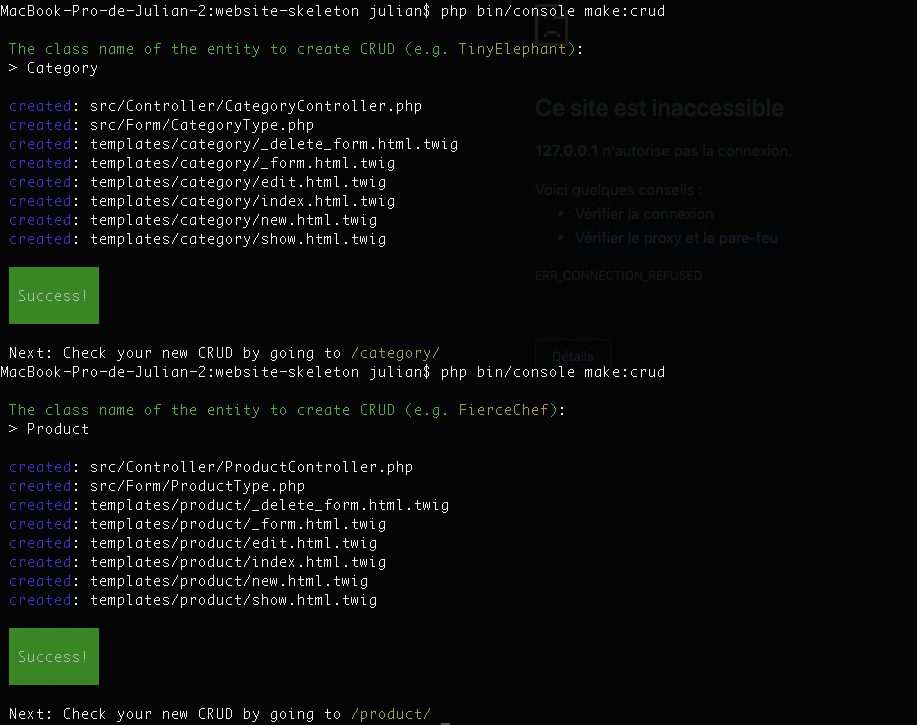 MacBook-Pro-de-Julian-2:website-skeleton julian$ php bin/console make:crud
The class name of the entity to create CRUD (e.g. TinyElephant):
> Category
created: src/Controller/CategoryController.php
created: src/Form/CategoryType.php
created: templates/category/_delete_form.html.twig
created: templates/category/_form.html.twig
created: templates/category/edit.html.twig
created: templates/category/index.html.twig
created: templates/category/new.html.twig
created: templates/category/show.html.twig
Success!
Next: Check your new CRUD by going to /category/
MacBook-Pro-de-Julian-2:website-skeleton julian$ php bin/console make:crud
The class name of the entity to create CRUD (e.g. FierceChef):
> Product
created: src/Controller/ProductController.php
created: src/Form/ProductType.php
created: templates/product/_delete_form.html.twig
created: templates/product/_form.html.twig
created: templates/product/edit.html.twig
created: templates/product/index.html.twig
created: templates/product/new.html.twig
created: templates/product/show.html.twig
Success!
Next: Check your new CRUD by going to /product/
Ce site est inaccessible
127.0.0.1 n'autorise pas la connexion.
Voici quelques conseils :
• Vérifier la connexion
• Vérifier le proxy et le pare-feu
ERR_CONNECTION_REFUSED
Détails